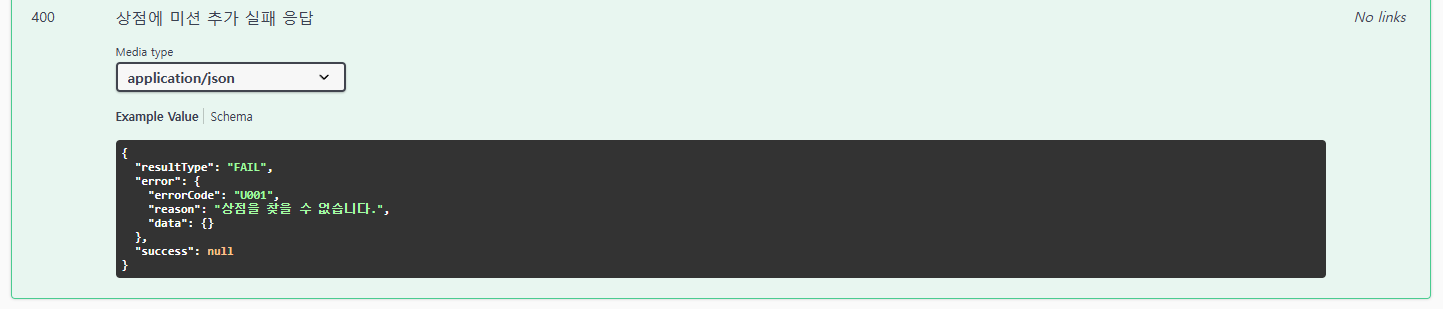 400 상점에 미션 추가 실패 응답 No links
Media type
application/json
Example Value Schema
{
"resultType": "FAIL",
"error": {
"errorCode": "U001",
"reason": "상점을 찾을 수 없습니다.",
"data": {}
},
"success": null
}